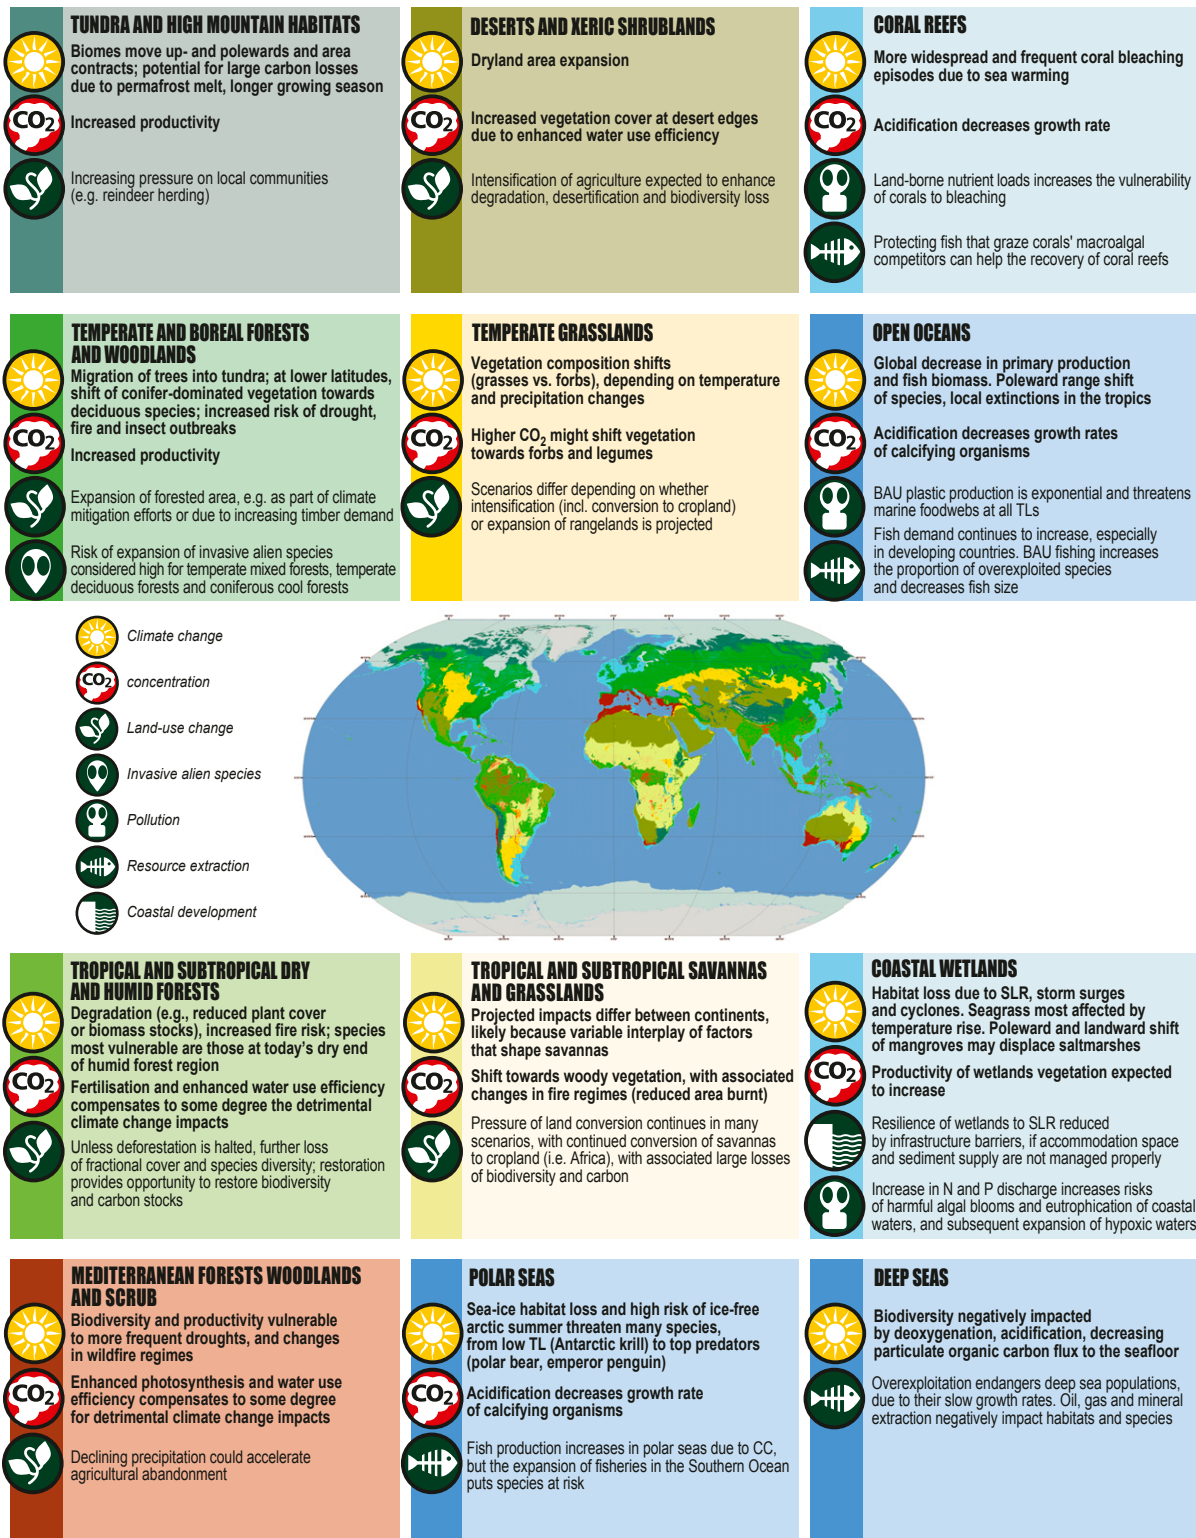 TUNDRA AND HIGH MOUNTAIN HABITATS
Biomes move up- and polewards and area
contracts; potential for large carbon losses
due to permafrost melt, longer growing season
CO2
Increased productivity
Increasing pressure on local communities
(e.g. reindeer herding)
DESERTS AND XERIC SHRUBLANDS
Dryland area expansion
CO2
Increased vegetation cover at desert edges
due to enhanced water use efficiency
Intensification of agriculture expected to enhance
degradation, desertification and biodiversity loss
CORAL REEFS
More widespread and frequent coral bleaching
episodes due to sea warming
CO2
Acidification decreases growth rate
Land-borne nutrient loads increases the vulnerability
of corals to bleaching
Protecting fish that graze corals' macroalgal
competitors can help the recovery of coral reefs
TEMPERATE AND BOREAL FORESTS
AND WOODLANDS
Migration of trees into tundra; at lower latitudes,
shift of conifer-dominated vegetation towards
deciduous species; increased risk of drought,
fire and insect outbreaks
CO2
Increased productivity
Expansion of forested area, e.g. as part of climate
mitigation efforts or due to increasing timber demand
Risk of expansion of invasive alien species
considered high for temperate mixed forests, temperate
deciduous forests and coniferous cool forests
TEMPERATE GRASSLANDS
Vegetation composition shifts
(grasses vs. forbs), depending on temperature
and precipitation changes
CO2
Higher CO2 might shift vegetation
towards forbs and legumes
Scenarios differ depending on whether
intensification (incl. conversion to cropland)
or expansion of rangelands is projected
OPEN OCEANS
Global decrease in primary production
and fish biomass. Poleward range shift
of species, local extinctions in the tropics
CO2
Acidification decreases growth rates
of calcifying organisms
BAU plastic production is exponential and threatens
marine foodwebs at all TLs
Fish demand continues to increase, especially
in developing countries. BAU fishing increases
the proportion of overexploited species
and decreases fish size
Climate change
CO2
concentration
Land-use change
Invasive alien species
Pollution
Resource extraction
Coastal development
TROPICAL AND SUBTROPICAL DRY
AND HUMID FORESTS
Degradation (e.g., reduced plant cover
or biomass stocks), increased fire risk; species
most vulnerable are those at today's dry end
of humid forest region
CO2
Fertilisation and enhanced water use efficiency
compensates to some degree the detrimental
climate change impacts
Unless deforestation is halted, further loss
of fractional cover and species diversity; restoration
provides opportunity to restore biodiversity
and carbon stocks
TROPICAL AND SUBTROPICAL SAVANNAS
AND GRASSLANDS
Projected impacts differ between continents,
likely because variable interplay of factors
that shape savannas
CO2
Shift towards woody vegetation, with associated
changes in fire regimes (reduced area burnt)
Pressure of land conversion continues in many
scenarios, with continued conversion of savannas
to cropland (i.e. Africa), with associated large losses
of biodiversity and carbon
COASTAL WETLANDS
Habitat loss due to SLR, storm surges
and cyclones. Seagrass most affected by
temperature rise. Poleward and landward shift
of mangroves may displace saltmarshes
CO2
Productivity of wetlands vegetation expected
to increase
Resilience of wetlands to SLR reduced
by infrastructure barriers, if accommodation space
and sediment supply are not managed properly
Increase in N and P discharge increases risks
of harmful algal blooms and eutrophication of coastal
waters, and subsequent expansion of hypoxic waters
MEDITERRANEAN FORESTS WOODLANDS
AND SCRUB
Biodiversity and productivity vulnerable
to more frequent droughts, and changes
in wildfire regimes
CO2
Enhanced photosynthesis and water use
efficiency compensates to some degree
for detrimental climate change impacts
Declining precipitation could accelerate
agricultural abandonment
POLAR SEAS
Sea-ice habitat loss and high risk of ice-free
arctic summer threaten many species,
from low TL (Antarctic krill) to top predators
(polar bear, emperor penguin)
CO2
Acidification decreases growth rate
of calcifying organisms
Fish production increases in polar seas due to CC,
but the expansion of fisheries in the Southern Ocean
puts species at risk
DEEP SEAS
Biodiversity negatively impacted
by deoxygenation, acidification, decreasing
particulate organic carbon flux to the seafloor
Overexploitation endangers deep sea populations,
due to their slow growth rates. Oil, gas and mineral
extraction negatively impact habitats and species